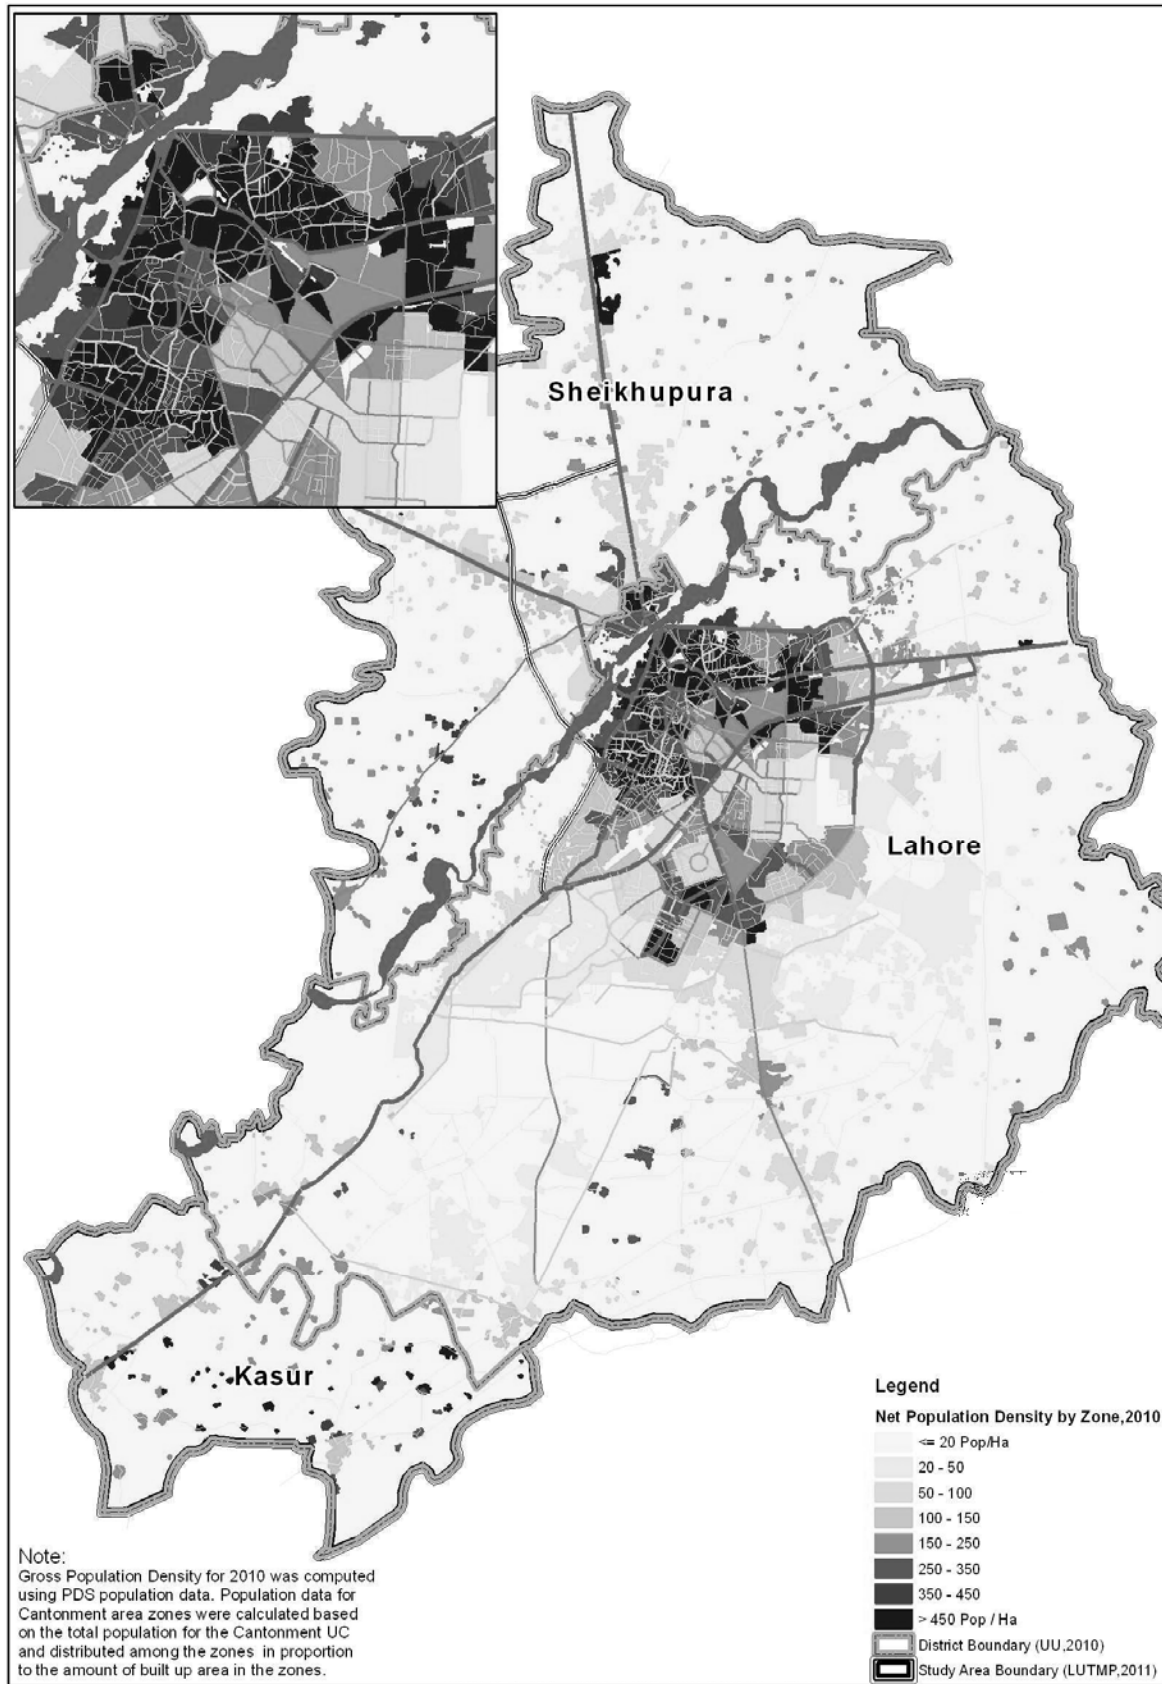 Sheikhupura
Lahore
Kasur
Legend
Net Population Density by Zone,2010
<= 20 Pop/Ha
20 - 50
50 - 100
100 - 150
150 - 250
250 - 350
350 - 450
> 450 Pop / Ha
District Boundary (UU,2010)
Study Area Boundary (LUTMP,2011)
Note:
Gross Population Density for 2010 was computed
using PDS population data. Population data for
Cantonment area zones were calculated based
on the total population for the Cantonment UC
and distributed among the zones in proportion
to the amount of built up area in the zones.